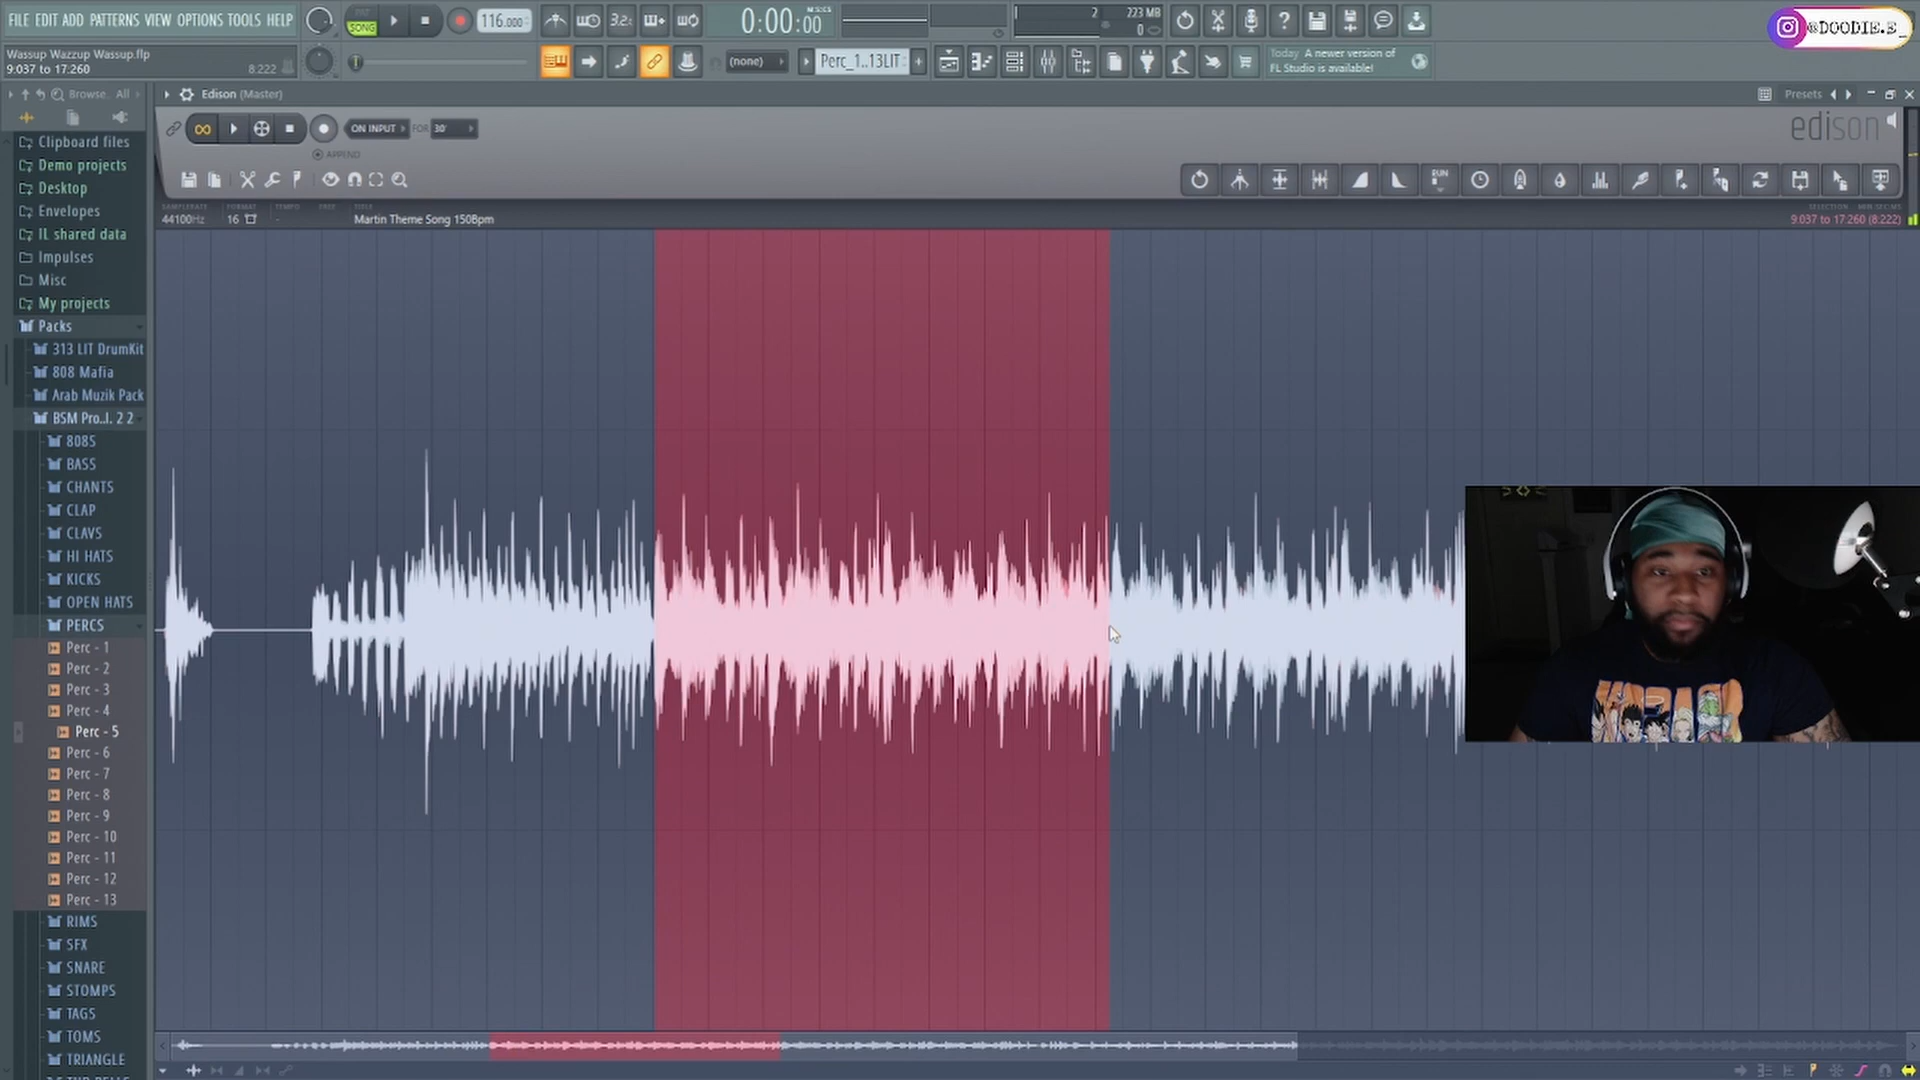 FILE EDIT ADD PATTERNS VIEW OPTIONS TOOLS HELP
PAT
SONG
116.000
3.2.
0:00:00
M:S:CS
2
223 MB
0
@DOODIE.E_
Wassup Wazzup Wassup.flp
9:037 to 17:260
8:222
(none)
Perc_1..13LIT
+
Today A newer version of
FL Studio is available!
Browse.. All
Edison (Master)
Presets
ON INPUT
FOR
30'
APPEND
edison
RUN
SAMPLERATE
FORMAT
TEMPO
TITLE
SELECTION
44100Hz
16
Martin Theme Song 150Bpm
9:037 to 17:260 (8:222)
Clipboard files
Demo projects
Desktop
Envelopes
IL shared data
Impulses
Misc
My projects
Packs
313 LIT DrumKit
808 Mafia
Arab Muzik Pack
BSM Pro..l. 2 2
808S
BASS
CHANTS
CLAP
CLAVS
HI HATS
KICKS
OPEN HATS
PERCS
Perc - 1
Perc - 2
Perc - 3
Perc - 4
Perc - 5
Perc - 6
Perc - 7
Perc - 8
Perc - 9
Perc - 10
Perc - 11
Perc - 12
Perc - 13
RIMS
SFX
SNARE
STOMPS
TAGS
TOMS
TRIANGLE